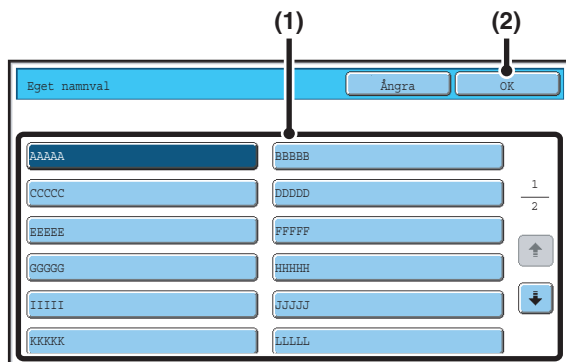 (1) (2)
Eget namnval Ångra OK
AAAAA BBBBB
CCCCC DDDDD
1
2
EEEEE FFFFF
GGGGG HHHHH
IIIII JJJJJ
KKKKK LLLLL